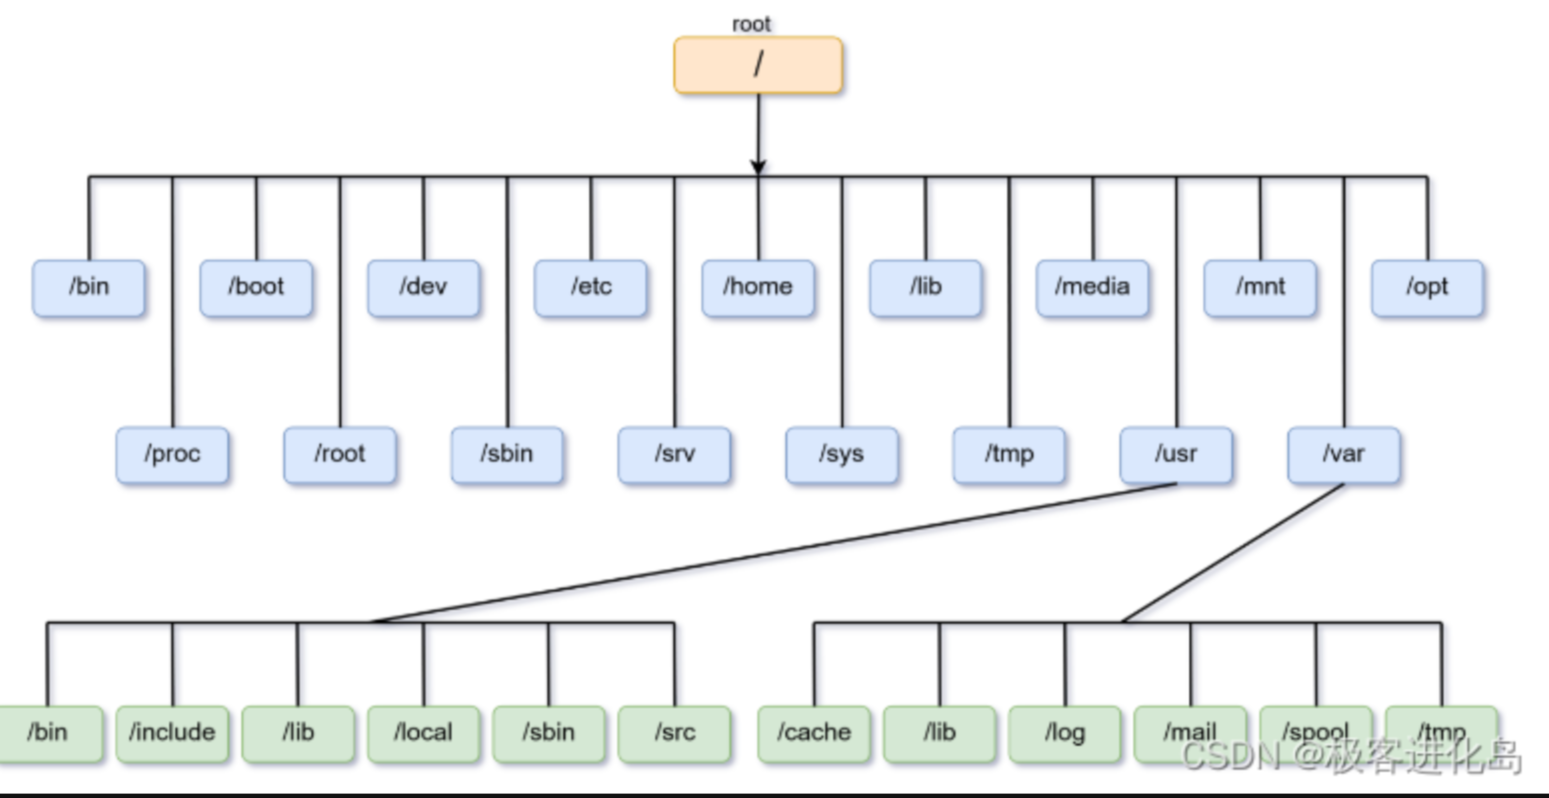 root
/
/bin /boot /dev /etc /home /lib /media /mnt /opt
/proc /root /sbin /srv /sys /tmp /usr /var
/bin /include /lib /local /sbin /src /cache /lib /log /mail /spool /tmp
CSDN @极客进化岛